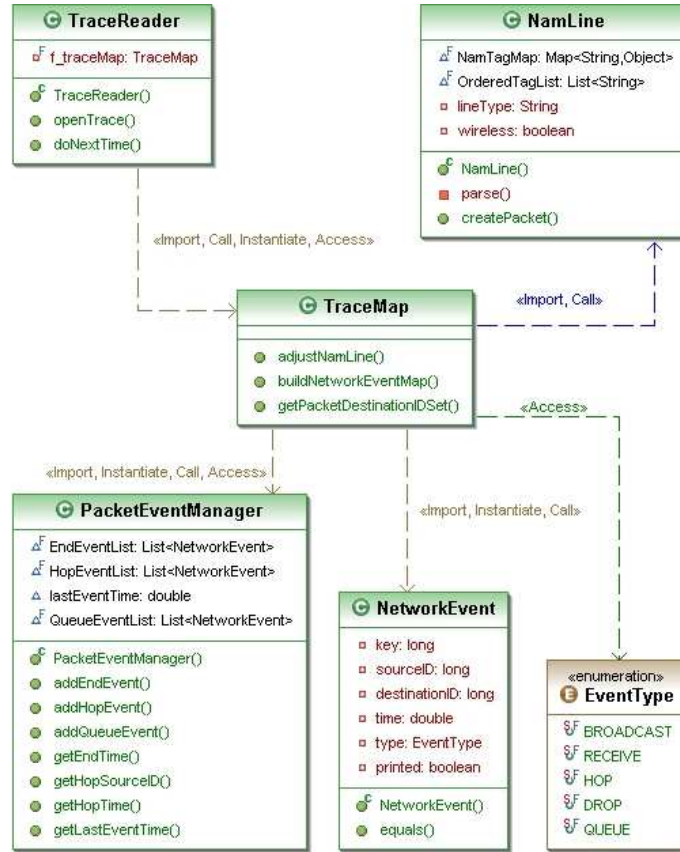 TraceReader
f_traceMap: TraceMap
TraceReader()
openTrace()
doNextTime()
NamLine
NamTagMap: Map<String,Object>
OrderedTagList: List<String>
lineType: String
wireless: boolean
NamLine()
parse()
createPacket()
«Import, Call, Instantiate, Access»
«Import, Call»
TraceMap
adjustNamLine()
buildNetworkEventMap()
getPacketDestinationIDSet()
«Access»
«Import, Instantiate, Call, Access»
«Import, Instantiate, Call»
PacketEventManager
EndEventList: List<NetworkEvent>
HopEventList: List<NetworkEvent>
lastEventTime: double
QueueEventList: List<NetworkEvent>
PacketEventManager()
addEndEvent()
addHopEvent()
addQueueEvent()
getEndTime()
getHopSourceID()
getHopTime()
getLastEventTime()
NetworkEvent
key: long
sourceID: long
destinationID: long
time: double
type: EventType
printed: boolean
NetworkEvent()
equals()
«enumeration»
EventType
BROADCAST
RECEIVE
HOP
DROP
QUEUE